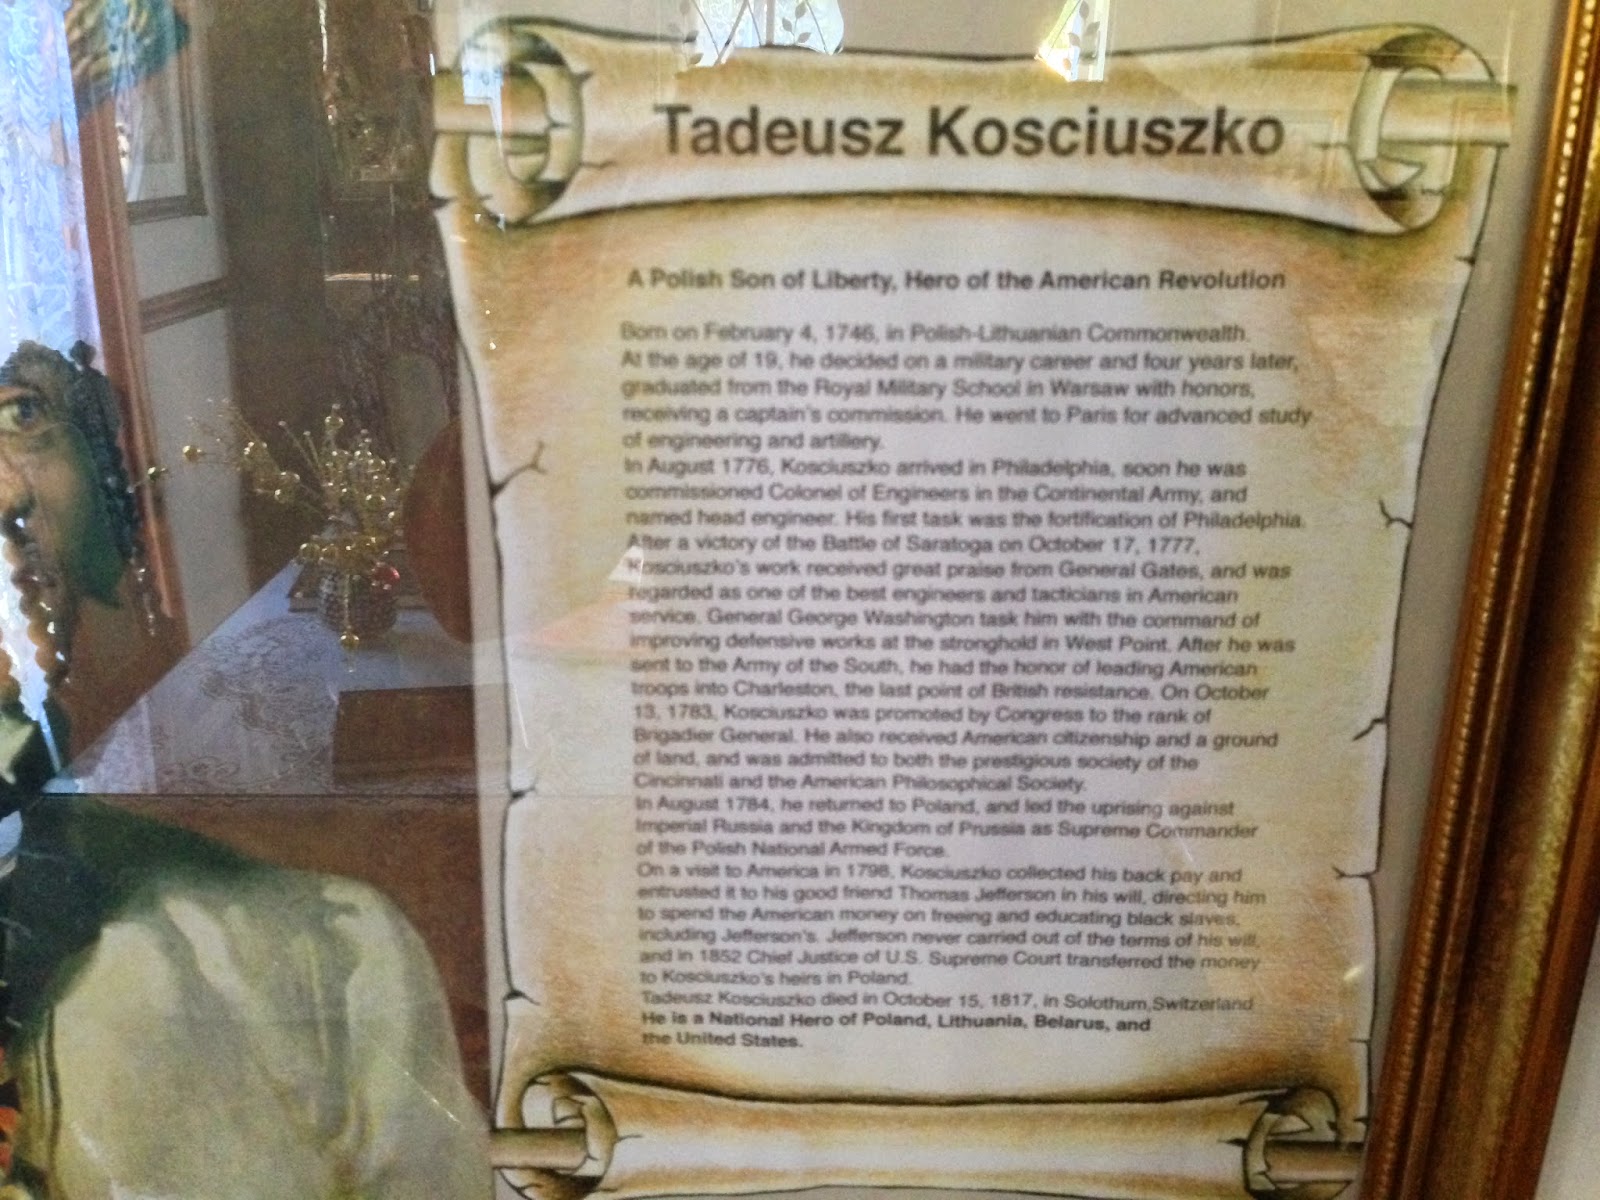 Tadeusz Kosciuszko
A Polish Son of Liberty, Hero of the American Revolution
Born on February 4, 1746, in Polish-Lithuanian Commonwealth.
At the age of 19, he decided on a military career and four years later,
graduated from the Royal Military School in Warsaw with honors,
receiving a captain's commission. He went to Paris for advanced study
of engineering and artillery.
In August 1776, Kosciuszko arrived in Philadelphia, soon he was
commissioned Colonel of Engineers in the Continental Army, and
named head engineer. His first task was the fortification of Philadelphia.
After a victory of the Battle of Saratoga on October 17, 1777,
Kosciuszko's work received great praise from General Gates, and was
regarded as one of the best engineers and tacticians in American
service. General George Washington task him with the command of
improving defensive works at the stronghold in West Point. After he was
sent to the Army of the South, he had the honor of leading American
troops into Charleston, the last point of British resistance. On October
13, 1783, Kosciuszko was promoted by Congress to the rank of
Brigadier General. He also received American citizenship and a ground
of land, and was admitted to both the prestigious society of the
Cincinnati and the American Philosophical Society.
In August 1784, he returned to Poland, and led the uprising against
Imperial Russia and the Kingdom of Prussia as Supreme Commander
of the Polish National Armed Force.
On a visit to America in 1798, Kosciuszko collected his back pay and
entrusted it to his good friend Thomas Jefferson in his will, directing him
to spend the American money on freeing and educating black slaves,
including Jefferson's. Jefferson never carried out of the terms of his will,
and in 1852 Chief Justice of U.S. Supreme Court transferred the money
to Kosciuszko's heirs in Poland.
Tadeusz Kosciuszko died in October 15, 1817, in Solothurn,Switzerland
He is a National Hero of Poland, Lithuania, Belarus, and
the United States.